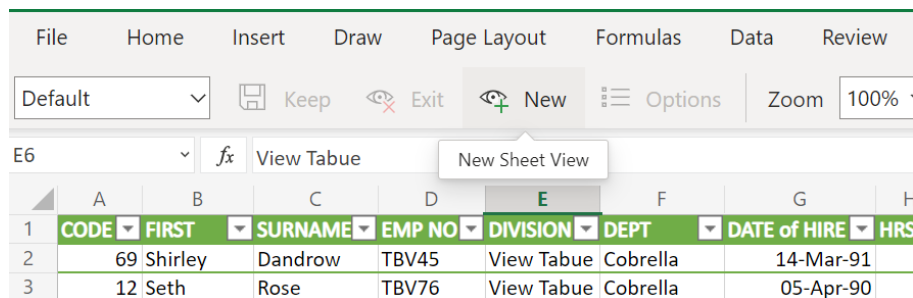 File Home Insert Draw Page Layout Formulas Data Review
Default Keep Exit New Options Zoom 100%
E6 fx View Tabue New Sheet View
A B C D E F G H
1 CODE FIRST SURNAME EMP NO DIVISION DEPT DATE of HIRE HRS
2 69 Shirley Dandrow TBV45 View Tabue Cobrella 14-Mar-91
3 12 Seth Rose TBV76 View Tabue Cobrella 05-Apr-90